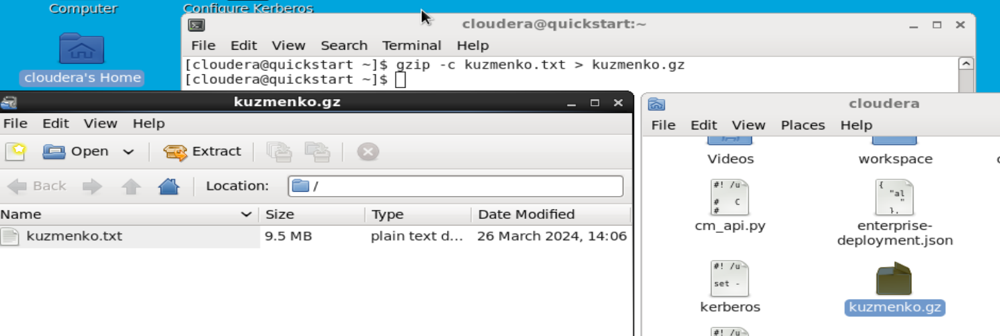 Computer
Configure Kerberos
cloudera's Home
cloudera@quickstart:~
File Edit View Search Terminal Help
[cloudera@quickstart ~]$ gzip -c kuzmenko.txt > kuzmenko.gz
[cloudera@quickstart ~]$
kuzmenko.gz
File Edit View Help
Open Extract
Back Location: /
Name Size Type Date Modified
kuzmenko.txt 9.5 MB plain text d... 26 March 2024, 14:06
cloudera
File Edit View Places Help
Videos
workspace
#! /u
# C
#
cm_api.py
{
"al
"
},
enterprise-
deployment.json
#! /u
set -
kerberos
kuzmenko.gz
#! /u